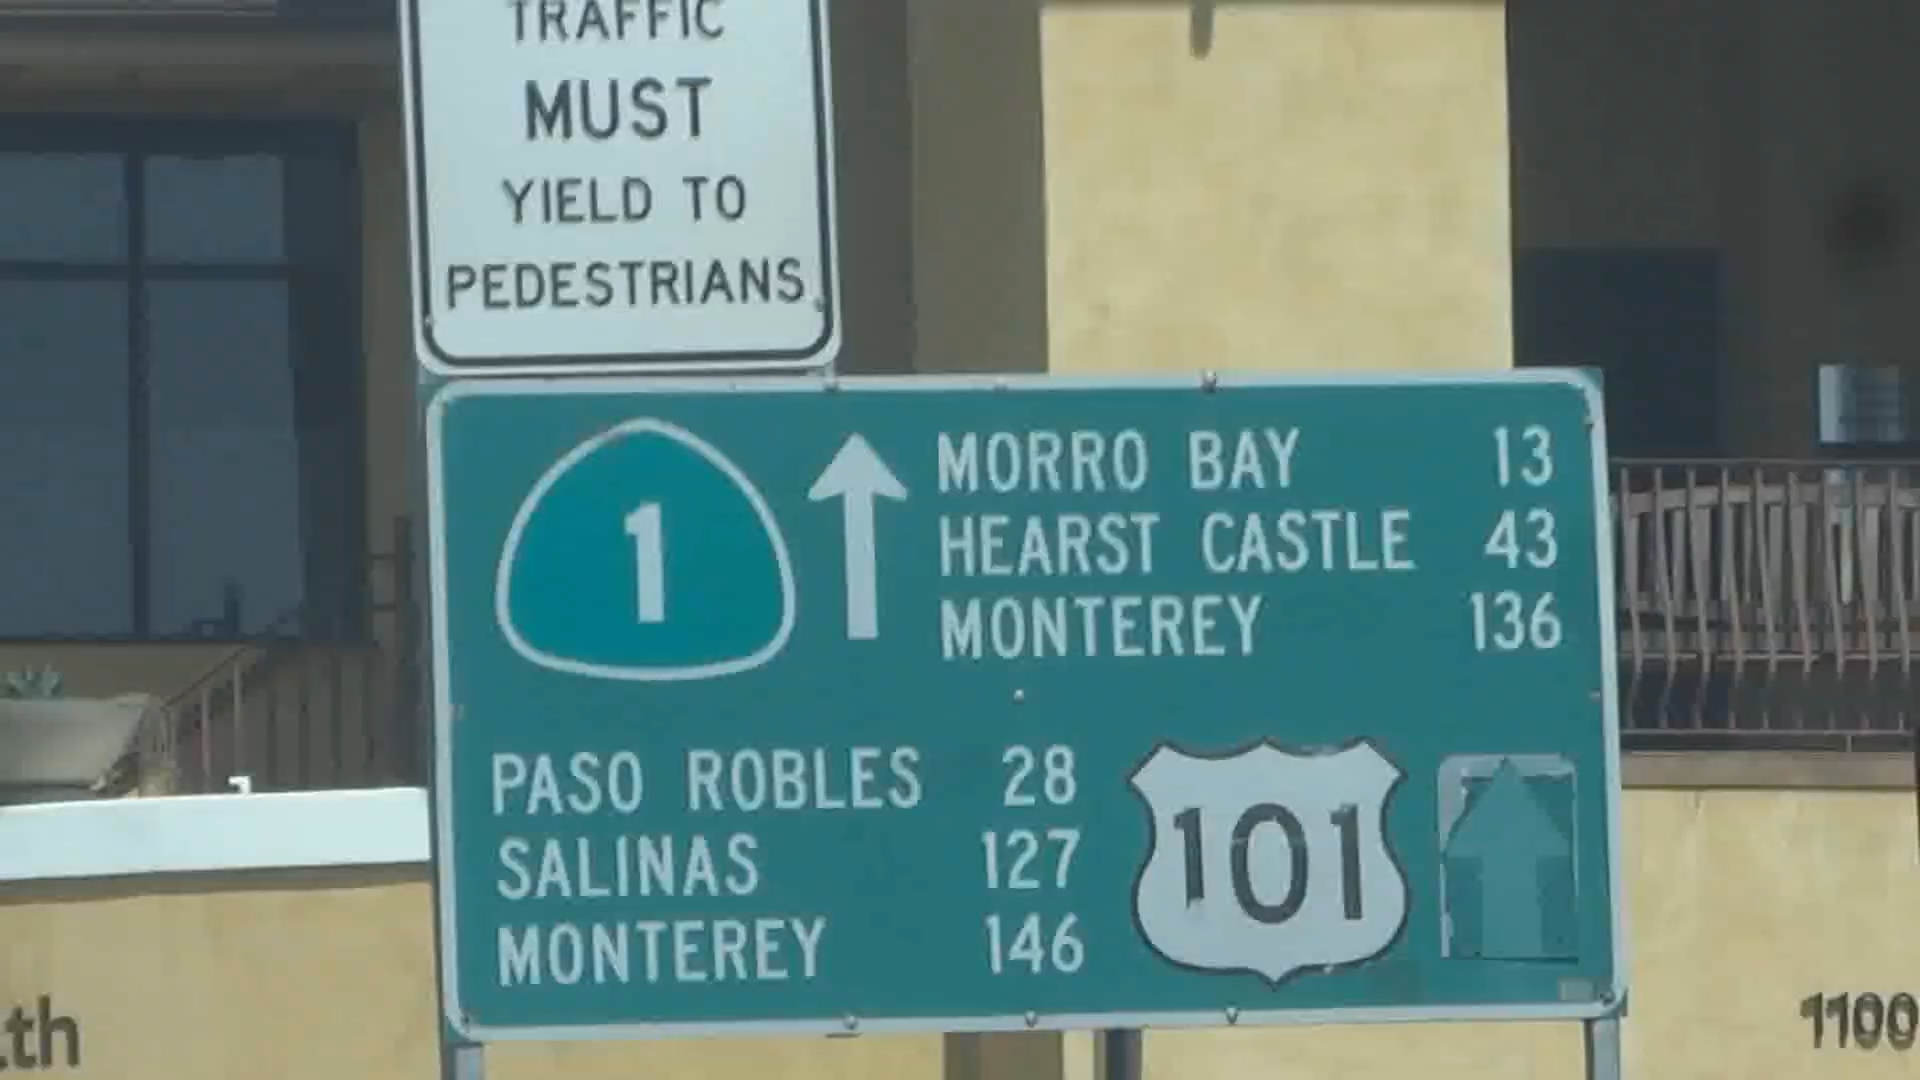 TRAFFIC
MUST
YIELD TO
PEDESTRIANS
1
MORRO BAY 13
HEARST CASTLE 43
MONTEREY 136
PASO ROBLES 28
SALINAS 127
MONTEREY 146
101
th
1100